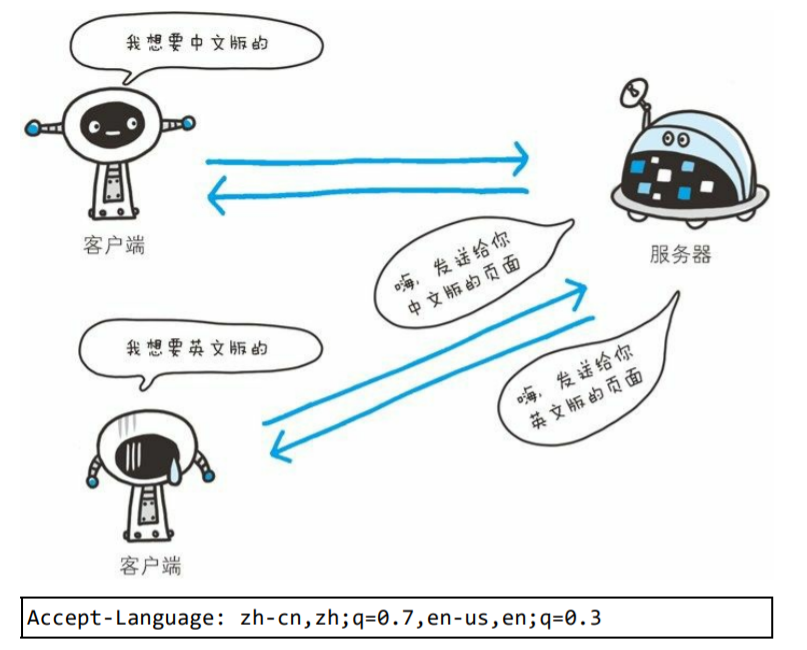 我想要中文版的
客户端
服务器
嗨，发送给你
中文版的页面
我想要英文版的
嗨，发送给你
英文版的页面
客户端
Accept-Language: zh-cn,zh;q=0.7,en-us,en;q=0.3